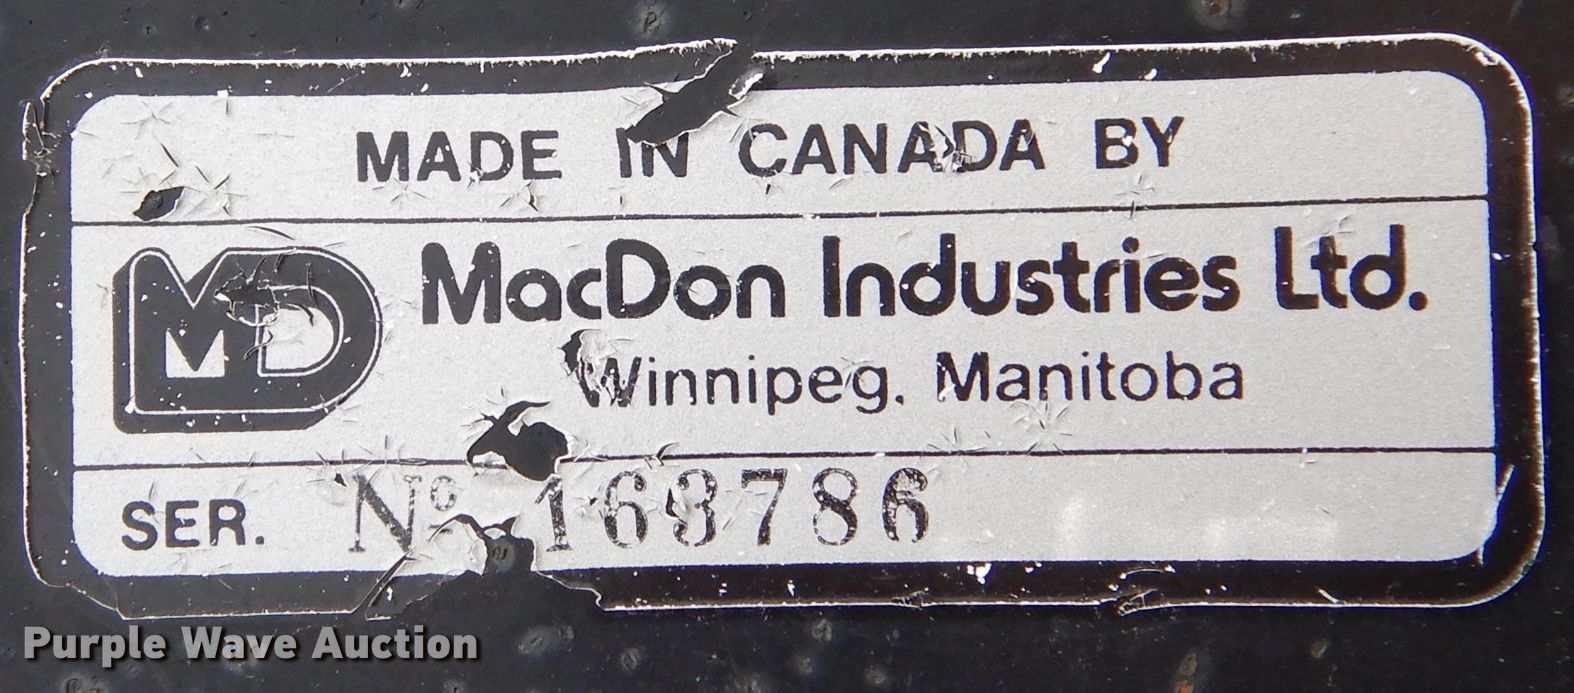 MADE IN CANADA BY
MD MacDon Industries Ltd.
Winnipeg, Manitoba
SER. Nº 163786
Purple Wave Auction